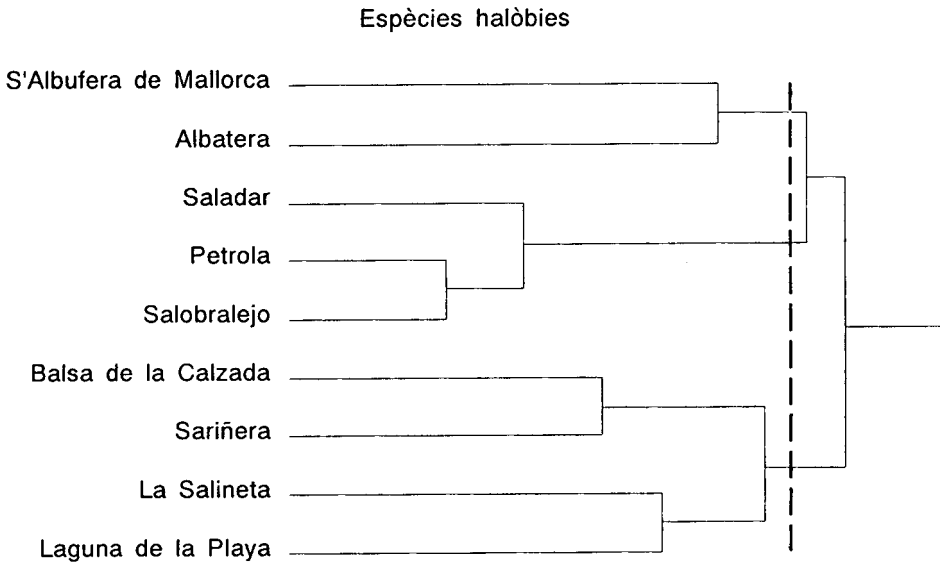 Espècies halòbies
S'Albufera de Mallorca
Albatera
Saladar
Petrola
Salobralejo
Balsa de la Calzada
Sariñera
La Salineta
Laguna de la Playa